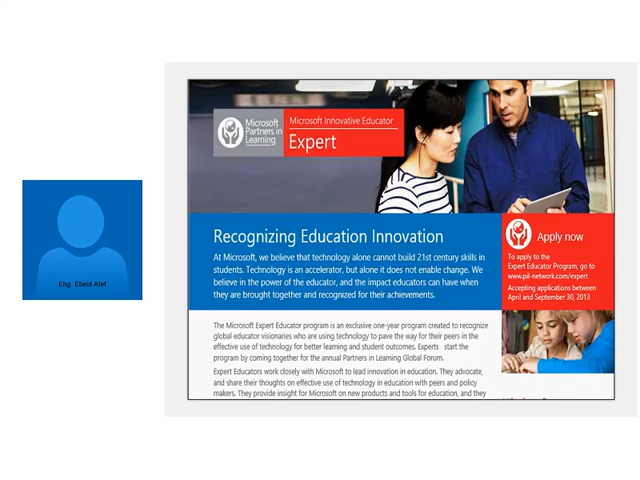 Eng. Ebeid Atef
Microsoft
Partners in
Learning
Microsoft Innovative Educator
Expert
Recognizing Education Innovation
At Microsoft, we believe that technology alone cannot build 21st century skills in
students. Technology is an accelerator, but alone it does not enable change. We
believe in the power of the educator, and the impact educators can have when
they are brought together and recognized for their achievements.
Apply now
To apply to the
Expert Educator Program, go to
www.pil-network.com/expert
Accepting applications between
April and September 30, 2013
The Microsoft Expert Educator program is an exclusive one-year program created to recognize
global educator visionaries who are using technology to pave the way for their peers in the
effective use of technology for better learning and student outcomes. Experts start the
program by coming together for the annual Partners in Learning Global Forum.
Expert Educators work closely with Microsoft to lead innovation in education. They advocate,
and share their thoughts on effective use of technology in education with peers and policy
makers. They provide insight for Microsoft on new products and tools for education, and they